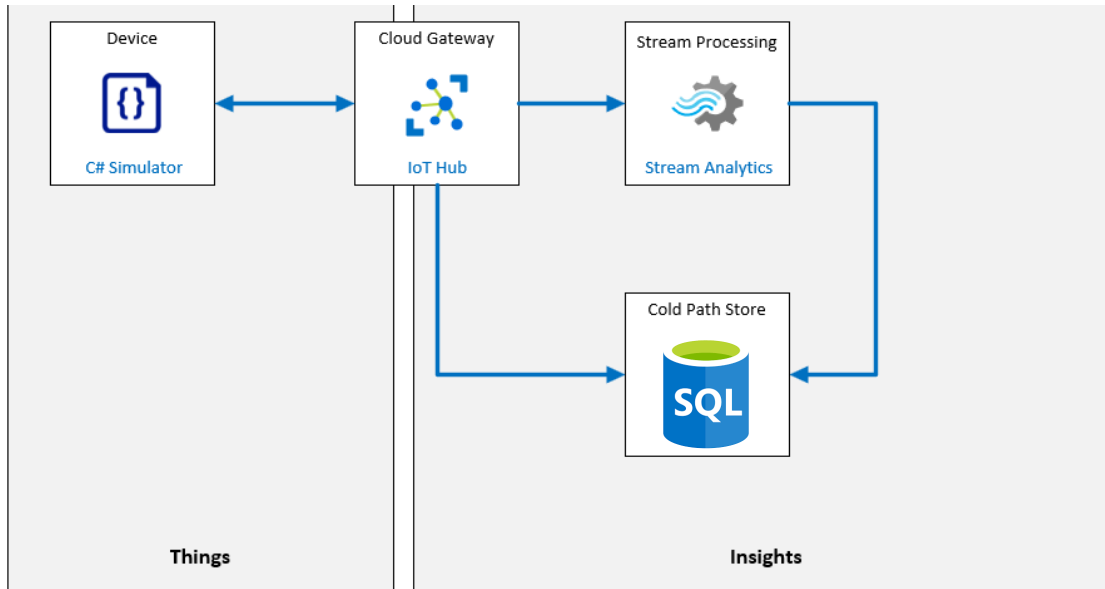 Device
C# Simulator
Cloud Gateway
IoT Hub
Stream Processing
Stream Analytics
Cold Path Store
SQL
Things
Insights